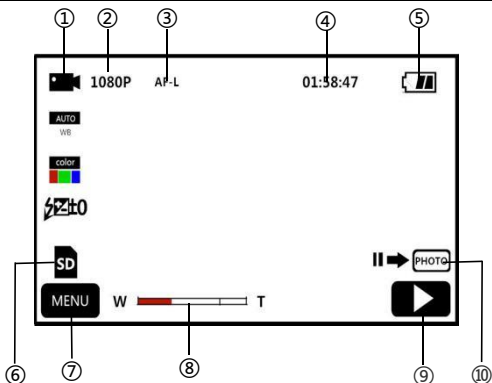 ① ② ③ ④ ⑤
1080P AF-L 01:58:47
AUTO
WB
color
±0
SD PHOTO
MENU W T
⑥ ⑦ ⑧ ⑨ ⑩